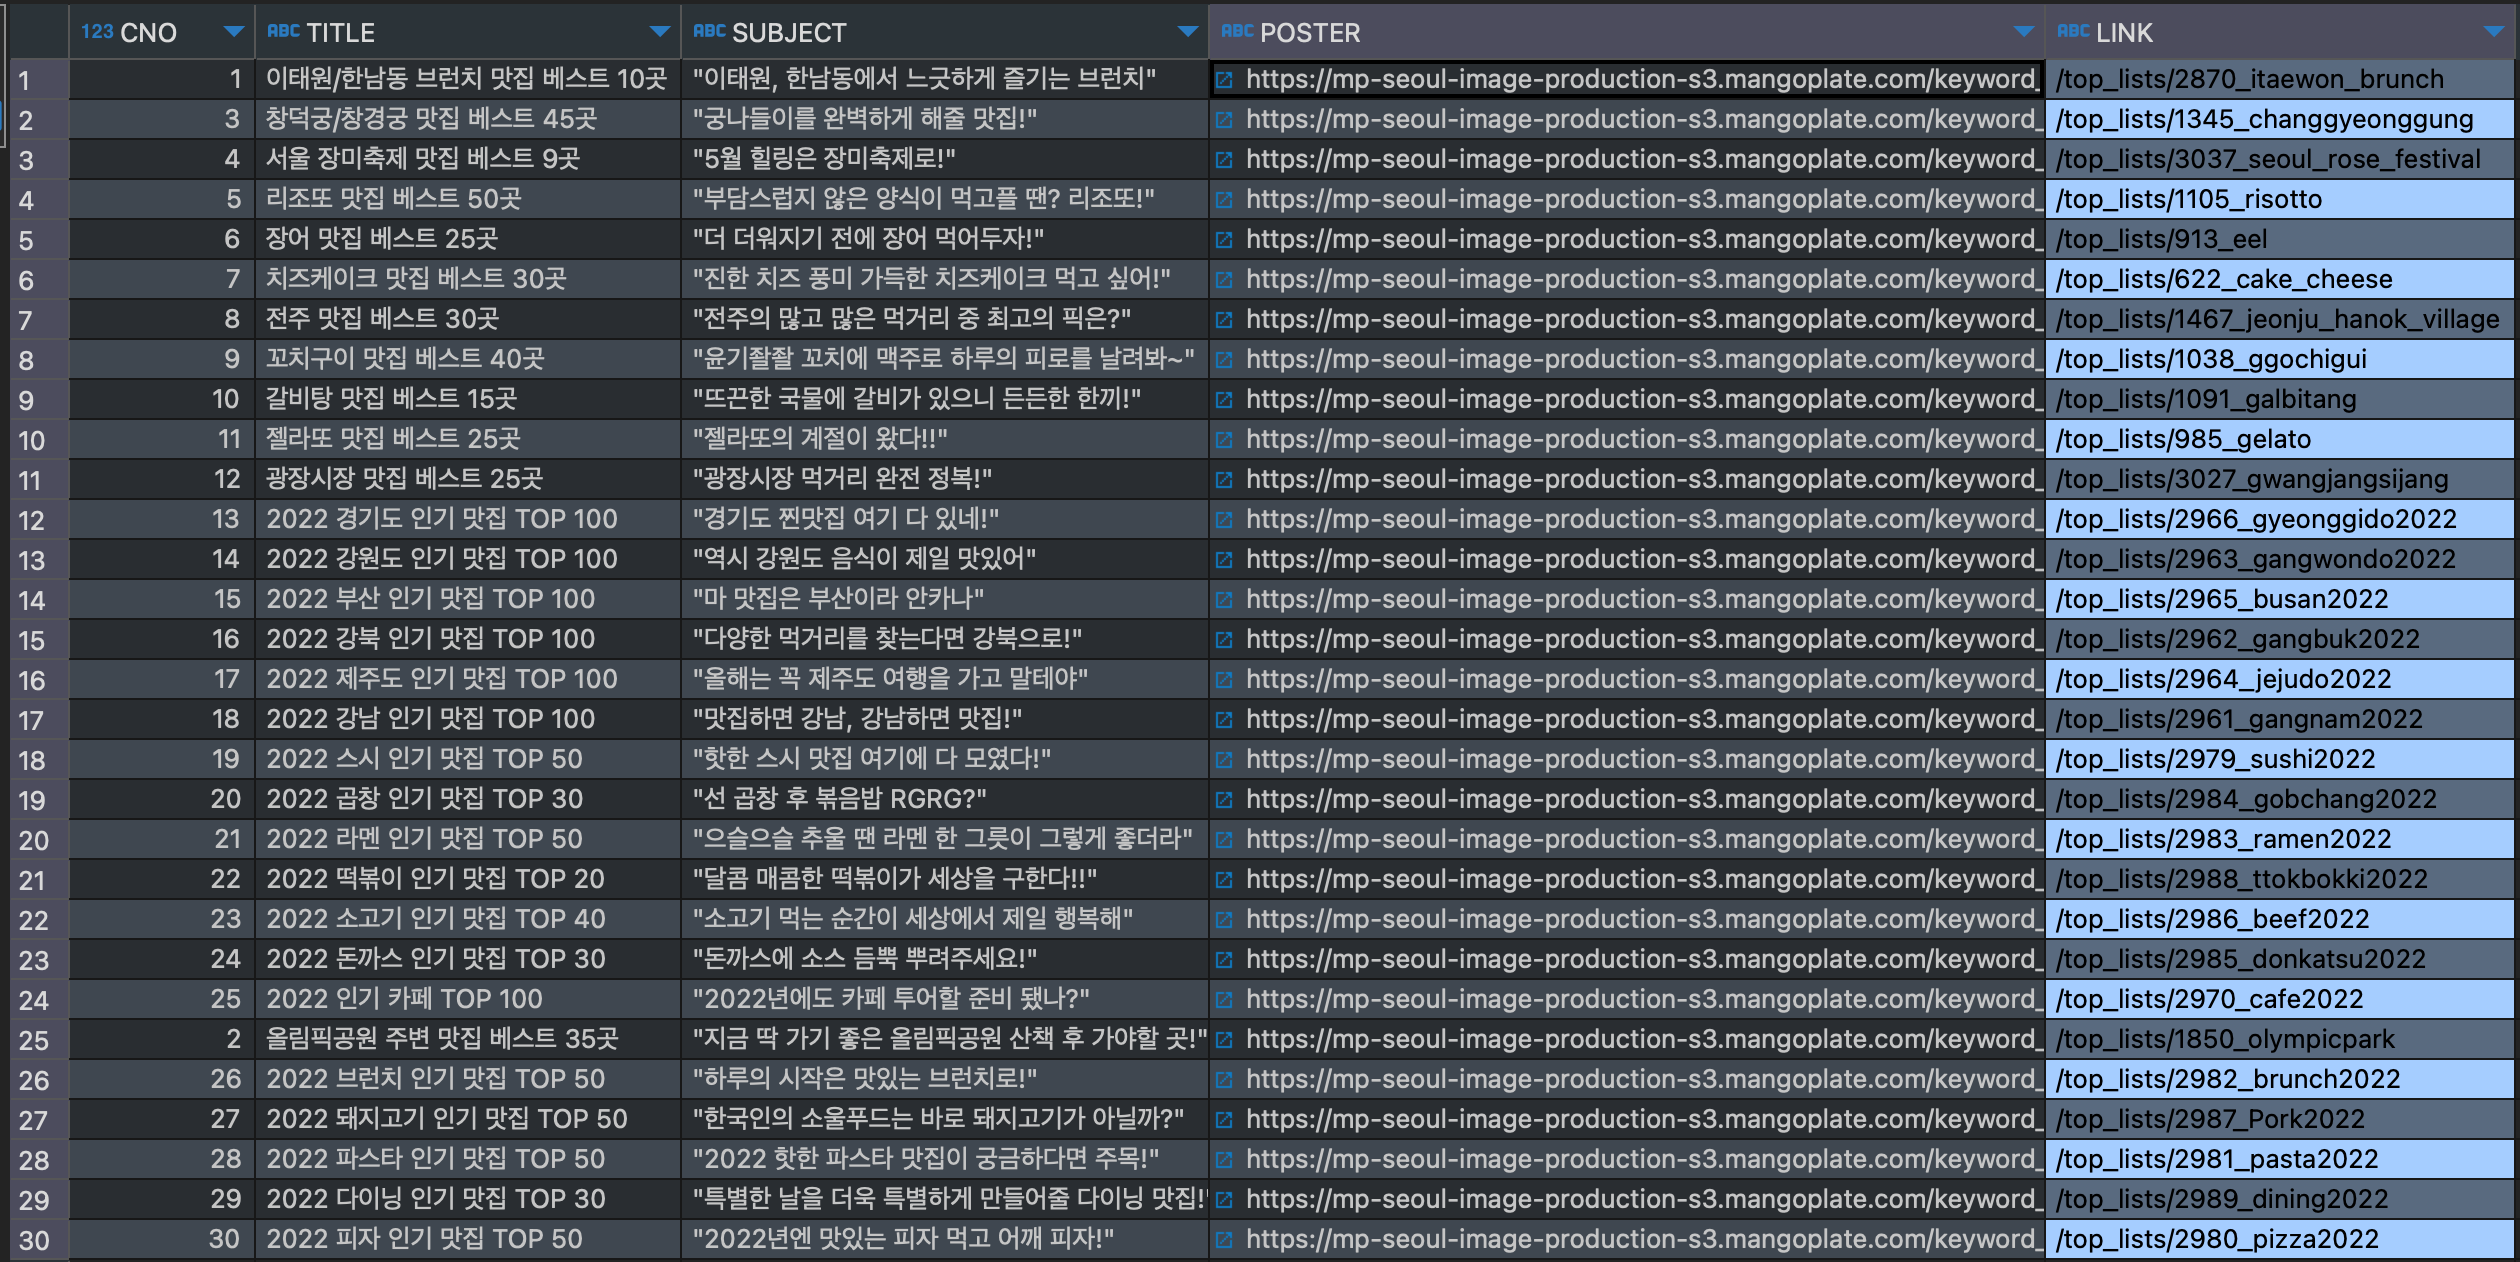 123 CNO ABC TITLE ABC SUBJECT ABC POSTER ABC LINK
1 1 이태원/한남동 브런치 맛집 베스트 10곳 "이태원, 한남동에서 느긋하게 즐기는 브런치" https://mp-seoul-image-production-s3.mangoplate.com/keyword_ /top_lists/2870_itaewon_brunch
2 3 창덕궁/창경궁 맛집 베스트 45곳 "궁나들이를 완벽하게 해줄 맛집!" https://mp-seoul-image-production-s3.mangoplate.com/keyword_ /top_lists/1345_changgyeonggung
3 4 서울 장미축제 맛집 베스트 9곳 "5월 힐링은 장미축제로!" https://mp-seoul-image-production-s3.mangoplate.com/keyword_ /top_lists/3037_seoul_rose_festival
4 5 리조또 맛집 베스트 50곳 "부담스럽지 않은 양식이 먹고플 땐? 리조또!" https://mp-seoul-image-production-s3.mangoplate.com/keyword_ /top_lists/1105_risotto
5 6 장어 맛집 베스트 25곳 "더 더워지기 전에 장어 먹어두자!" https://mp-seoul-image-production-s3.mangoplate.com/keyword_ /top_lists/913_eel
6 7 치즈케이크 맛집 베스트 30곳 "진한 치즈 풍미 가득한 치즈케이크 먹고 싶어!" https://mp-seoul-image-production-s3.mangoplate.com/keyword_ /top_lists/622_cake_cheese
7 8 전주 맛집 베스트 30곳 "전주의 많고 많은 먹거리 중 최고의 픽은?" https://mp-seoul-image-production-s3.mangoplate.com/keyword_ /top_lists/1467_jeonju_hanok_village
8 9 꼬치구이 맛집 베스트 40곳 "윤기좔좔 꼬치에 맥주로 하루의 피로를 날려봐~" https://mp-seoul-image-production-s3.mangoplate.com/keyword_ /top_lists/1038_ggochigui
9 10 갈비탕 맛집 베스트 15곳 "뜨끈한 국물에 갈비가 있으니 든든한 한끼!" https://mp-seoul-image-production-s3.mangoplate.com/keyword_ /top_lists/1091_galbitang
10 11 젤라또 맛집 베스트 25곳 "젤라또의 계절이 왔다!!" https://mp-seoul-image-production-s3.mangoplate.com/keyword_ /top_lists/985_gelato
11 12 광장시장 맛집 베스트 25곳 "광장시장 먹거리 완전 정복!" https://mp-seoul-image-production-s3.mangoplate.com/keyword_ /top_lists/3027_gwangjangsijang
12 13 2022 경기도 인기 맛집 TOP 100 "경기도 찐맛집 여기 다 있네!" https://mp-seoul-image-production-s3.mangoplate.com/keyword_ /top_lists/2966_gyeonggido2022
13 14 2022 강원도 인기 맛집 TOP 100 "역시 강원도 음식이 제일 맛있어" https://mp-seoul-image-production-s3.mangoplate.com/keyword_ /top_lists/2963_gangwondo2022
14 15 2022 부산 인기 맛집 TOP 100 "마 맛집은 부산이라 안카나" https://mp-seoul-image-production-s3.mangoplate.com/keyword_ /top_lists/2965_busan2022
15 16 2022 강북 인기 맛집 TOP 100 "다양한 먹거리를 찾는다면 강북으로!" https://mp-seoul-image-production-s3.mangoplate.com/keyword_ /top_lists/2962_gangbuk2022
16 17 2022 제주도 인기 맛집 TOP 100 "올해는 꼭 제주도 여행을 가고 말테야" https://mp-seoul-image-production-s3.mangoplate.com/keyword_ /top_lists/2964_jejudo2022
17 18 2022 강남 인기 맛집 TOP 100 "맛집하면 강남, 강남하면 맛집!" https://mp-seoul-image-production-s3.mangoplate.com/keyword_ /top_lists/2961_gangnam2022
18 19 2022 스시 인기 맛집 TOP 50 "핫한 스시 맛집 여기에 다 모였다!" https://mp-seoul-image-production-s3.mangoplate.com/keyword_ /top_lists/2979_sushi2022
19 20 2022 곱창 인기 맛집 TOP 30 "선 곱창 후 볶음밥 RGRG?" https://mp-seoul-image-production-s3.mangoplate.com/keyword_ /top_lists/2984_gobchang2022
20 21 2022 라멘 인기 맛집 TOP 50 "으슬으슬 추울 땐 라멘 한 그릇이 그렇게 좋더라" https://mp-seoul-image-production-s3.mangoplate.com/keyword_ /top_lists/2983_ramen2022
21 22 2022 떡볶이 인기 맛집 TOP 20 "달콤 매콤한 떡볶이가 세상을 구한다!!" https://mp-seoul-image-production-s3.mangoplate.com/keyword_ /top_lists/2988_ttokbokki2022
22 23 2022 소고기 인기 맛집 TOP 40 "소고기 먹는 순간이 세상에서 제일 행복해" https://mp-seoul-image-production-s3.mangoplate.com/keyword_ /top_lists/2986_beef2022
23 24 2022 돈까스 인기 맛집 TOP 30 "돈까스에 소스 듬뿍 뿌려주세요!" https://mp-seoul-image-production-s3.mangoplate.com/keyword_ /top_lists/2985_donkatsu2022
24 25 2022 인기 카페 TOP 100 "2022년에도 카페 투어할 준비 됐나?" https://mp-seoul-image-production-s3.mangoplate.com/keyword_ /top_lists/2970_cafe2022
25 2 올림픽공원 주변 맛집 베스트 35곳 "지금 딱 가기 좋은 올림픽공원 산책 후 가야할 곳!" https://mp-seoul-image-production-s3.mangoplate.com/keyword_ /top_lists/1850_olympicpark
26 26 2022 브런치 인기 맛집 TOP 50 "하루의 시작은 맛있는 브런치로!" https://mp-seoul-image-production-s3.mangoplate.com/keyword_ /top_lists/2982_brunch2022
27 27 2022 돼지고기 인기 맛집 TOP 50 "한국인의 소울푸드는 바로 돼지고기가 아닐까?" https://mp-seoul-image-production-s3.mangoplate.com/keyword_ /top_lists/2987_Pork2022
28 28 2022 파스타 인기 맛집 TOP 50 "2022 핫한 파스타 맛집이 궁금하다면 주목!" https://mp-seoul-image-production-s3.mangoplate.com/keyword_ /top_lists/2981_pasta2022
29 29 2022 다이닝 인기 맛집 TOP 30 "특별한 날을 더욱 특별하게 만들어줄 다이닝 맛집!" https://mp-seoul-image-production-s3.mangoplate.com/keyword_ /top_lists/2989_dining2022
30 30 2022 피자 인기 맛집 TOP 50 "2022년엔 맛있는 피자 먹고 어깨 피자!" https://mp-seoul-image-production-s3.mangoplate.com/keyword_ /top_lists/2980_pizza2022